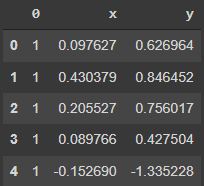 0 x y
0 1 0.097627 0.626964
1 1 0.430379 0.846452
2 1 0.205527 0.756017
3 1 0.089766 0.427504
4 1 -0.152690 -1.335228